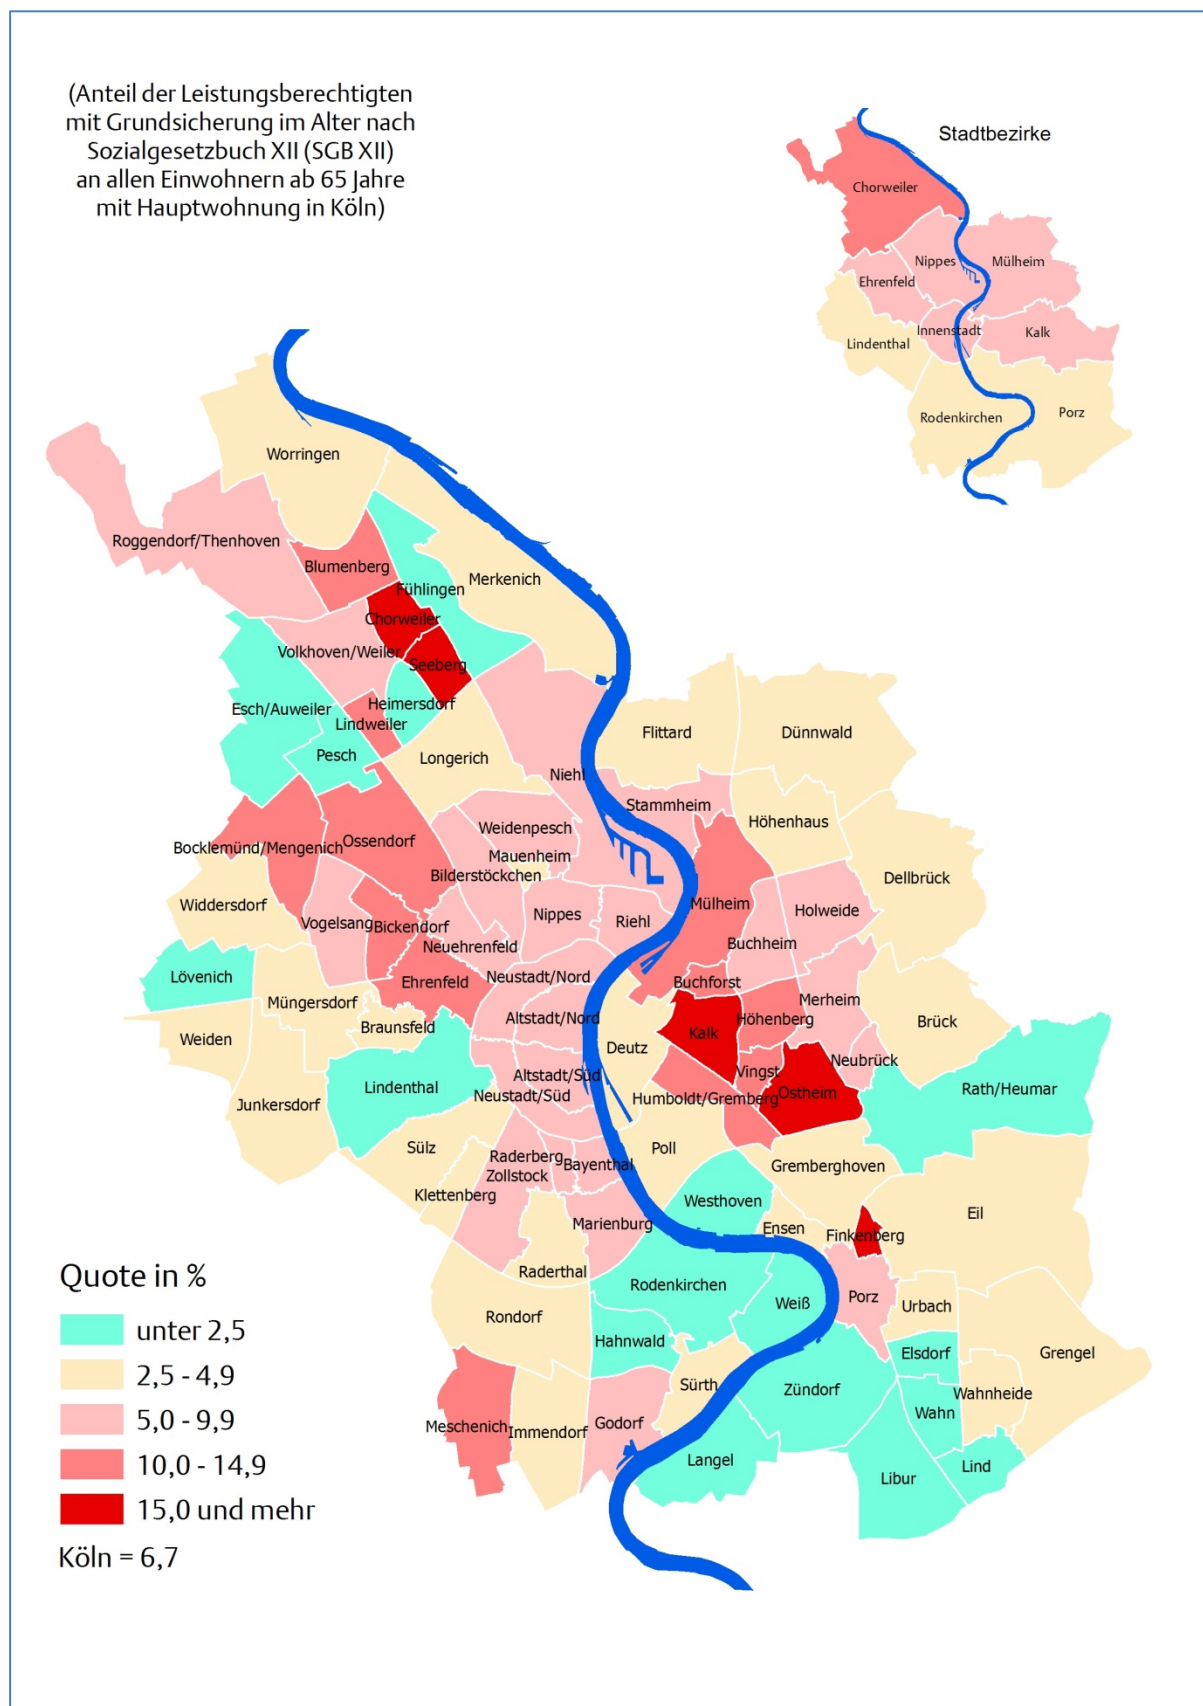 (Anteil der Leistungsberechtigten
mit Grundsicherung im Alter nach
Sozialgesetzbuch XII (SGB XII)
an allen Einwohnern ab 65 Jahre
mit Hauptwohnung in Köln)
Stadtbezirke
Chorweiler
Nippes
Mülheim
Ehrenfeld
Innenstadt
Kalk
Lindenthal
Rodenkirchen
Porz
Worringen
Roggendorf/Thenhoven
Blumenberg
Merkenich
Fühlingen
Chorweiler
Volkhoven/Weiler
Seeberg
Esch/Auweiler
Heimersdorf
Lindweiler
Pesch
Longerich
Flittard
Dünnwald
Niehl
Stammheim
Höhenhaus
Weidenpesch
Bocklemünd/Mengenich
Ossendorf
Mauenheim
Bilderstöckchen
Dellbrück
Widdersdorf
Mülheim
Holweide
Vogelsang
Bickendorf
Nippes
Riehl
Neuehrenfeld
Buchheim
Lövenich
Ehrenfeld
Neustadt/Nord
Buchforst
Müngersdorf
Merheim
Altstadt/Nord
Höhenberg
Brück
Weiden
Braunsfeld
Deutz
Kalk
Neubrück
Lindenthal
Altstadt/Süd
Vingst
Rath/Heumar
Junkersdorf
Neustadt/Süd
Humboldt/Gremberg
Ostheim
Sülz
Raderberg
Bayenthal
Poll
Gremberghoven
Klettenberg
Zollstock
Westhoven
Marienburg
Ensen
Finkenberg
Eil
Raderthal
Rodenkirchen
Weiß
Porz
Urbach
Rondorf
Hahnwald
Elsdorf
Grengel
Sürth
Zündorf
Wahnheide
Meschenich
Immendorf
Godorf
Wahn
Langel
Libur
Lind
Quote in %
unter 2,5
2,5 - 4,9
5,0 - 9,9
10,0 - 14,9
15,0 und mehr
Köln = 6,7